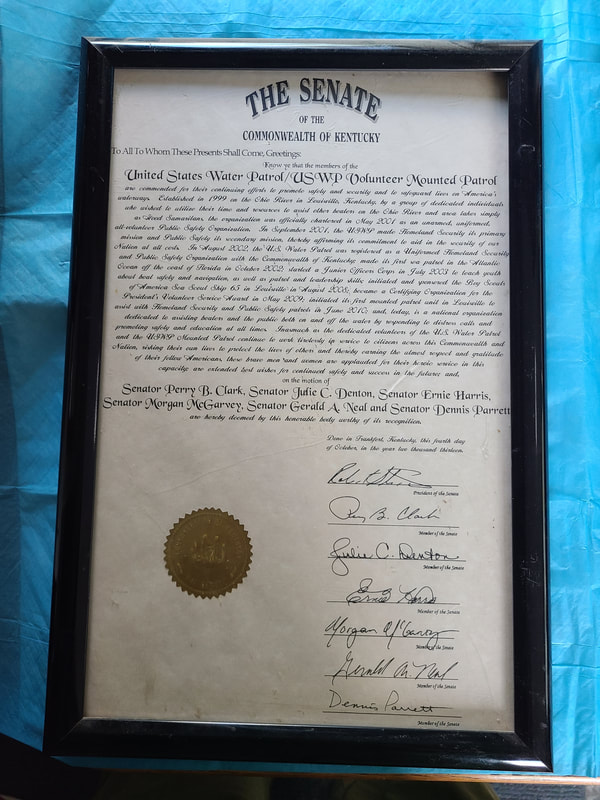 THE SENATE
OF THE
COMMONWEALTH OF KENTUCKY
To All To Whom These Presents Shall Come, Greetings:
Know ye that the members of the
United States Water Patrol/USWP Volunteer Mounted Patrol
are commended for their continuing efforts to promote safety and security and to safeguard lives on America's
waterways. Established in 1999 on the Ohio River in Louisville, Kentucky, by a group of dedicated individuals
who wished to utilize their time and resources to assist other boaters on the Ohio River and area lakes simply
as Good Samaritans, the organization was officially chartered in May 2001 as an unarmed, uniformed,
all-volunteer Public Safety Organization. In September 2001, the USWP made Homeland Security its primary
mission and Public Safety its secondary mission, thereby affirming its commitment to aid in the security of our
Nation at all costs. In August 2002, the U.S. Water Patrol was registered as a Uniformed Homeland Security
and Public Safety Organization with the Commonwealth of Kentucky; made its first sea patrol in the Atlantic
Ocean off the coast of Florida in October 2002; started a Junior Officers Corps in July 2003 to teach youth
about boat safety and navigation, as well as patrol and leadership skills; initiated and sponsored the Boy Scouts
of America Sea Scout Ship 65 in Louisville in August 2008; became a Certifying Organization for the
President's Volunteer Service Award in May 2009; initiated its first mounted patrol unit in Louisville to
assist with Homeland Security and Public Safety patrols in June 2010; and, today, is a national organization
dedicated to assisting boaters and the public both on and off the water by responding to distress calls and
promoting safety and education at all times. Inasmuch as the dedicated volunteers of the U.S. Water Patrol
and the USWP Mounted Patrol continue to work tirelessly in service to citizens across this Commonwealth and
Nation, risking their own lives to protect the lives of others and thereby earning the utmost respect and gratitude
of their fellow Americans, these brave men and women are applauded for their heroic service in this
capacity; are extended best wishes for continued safety and success in the future; and,
on the motion of
Senator Perry B. Clark, Senator Julie C. Denton, Senator Ernie Harris,
Senator Morgan McGarvey, Senator Gerald A. Neal and Senator Dennis Parrett
are hereby deemed by this honorable body worthy of its recognition.
Done in Frankfort, Kentucky, this fourth day
of October, in the year two thousand thirteen.
President of the Senate
Perry B. Clark
Member of the Senate
Julie C. Denton
Member of the Senate
Ernie Harris
Member of the Senate
Morgan McGarvey
Member of the Senate
Gerald A. Neal
Member of the Senate
Dennis Parrett
Member of the Senate